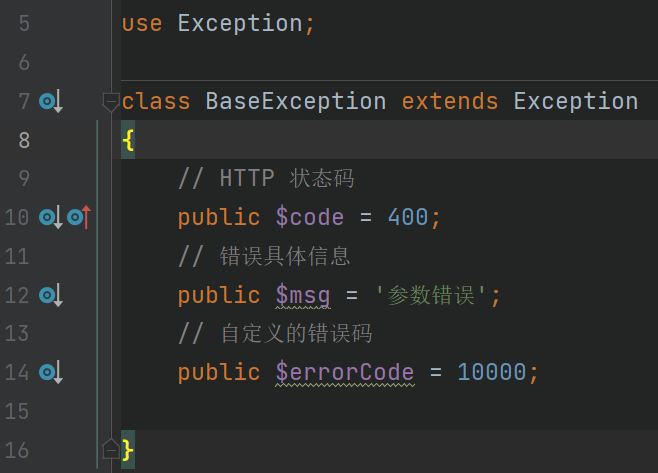 5 use Exception;
6
7 class BaseException extends Exception
8 {
9 // HTTP 状态码
10 public $code = 400;
11 // 错误具体信息
12 public $msg = '参数错误';
13 // 自定义的错误码
14 public $errorCode = 10000;
15
16 }